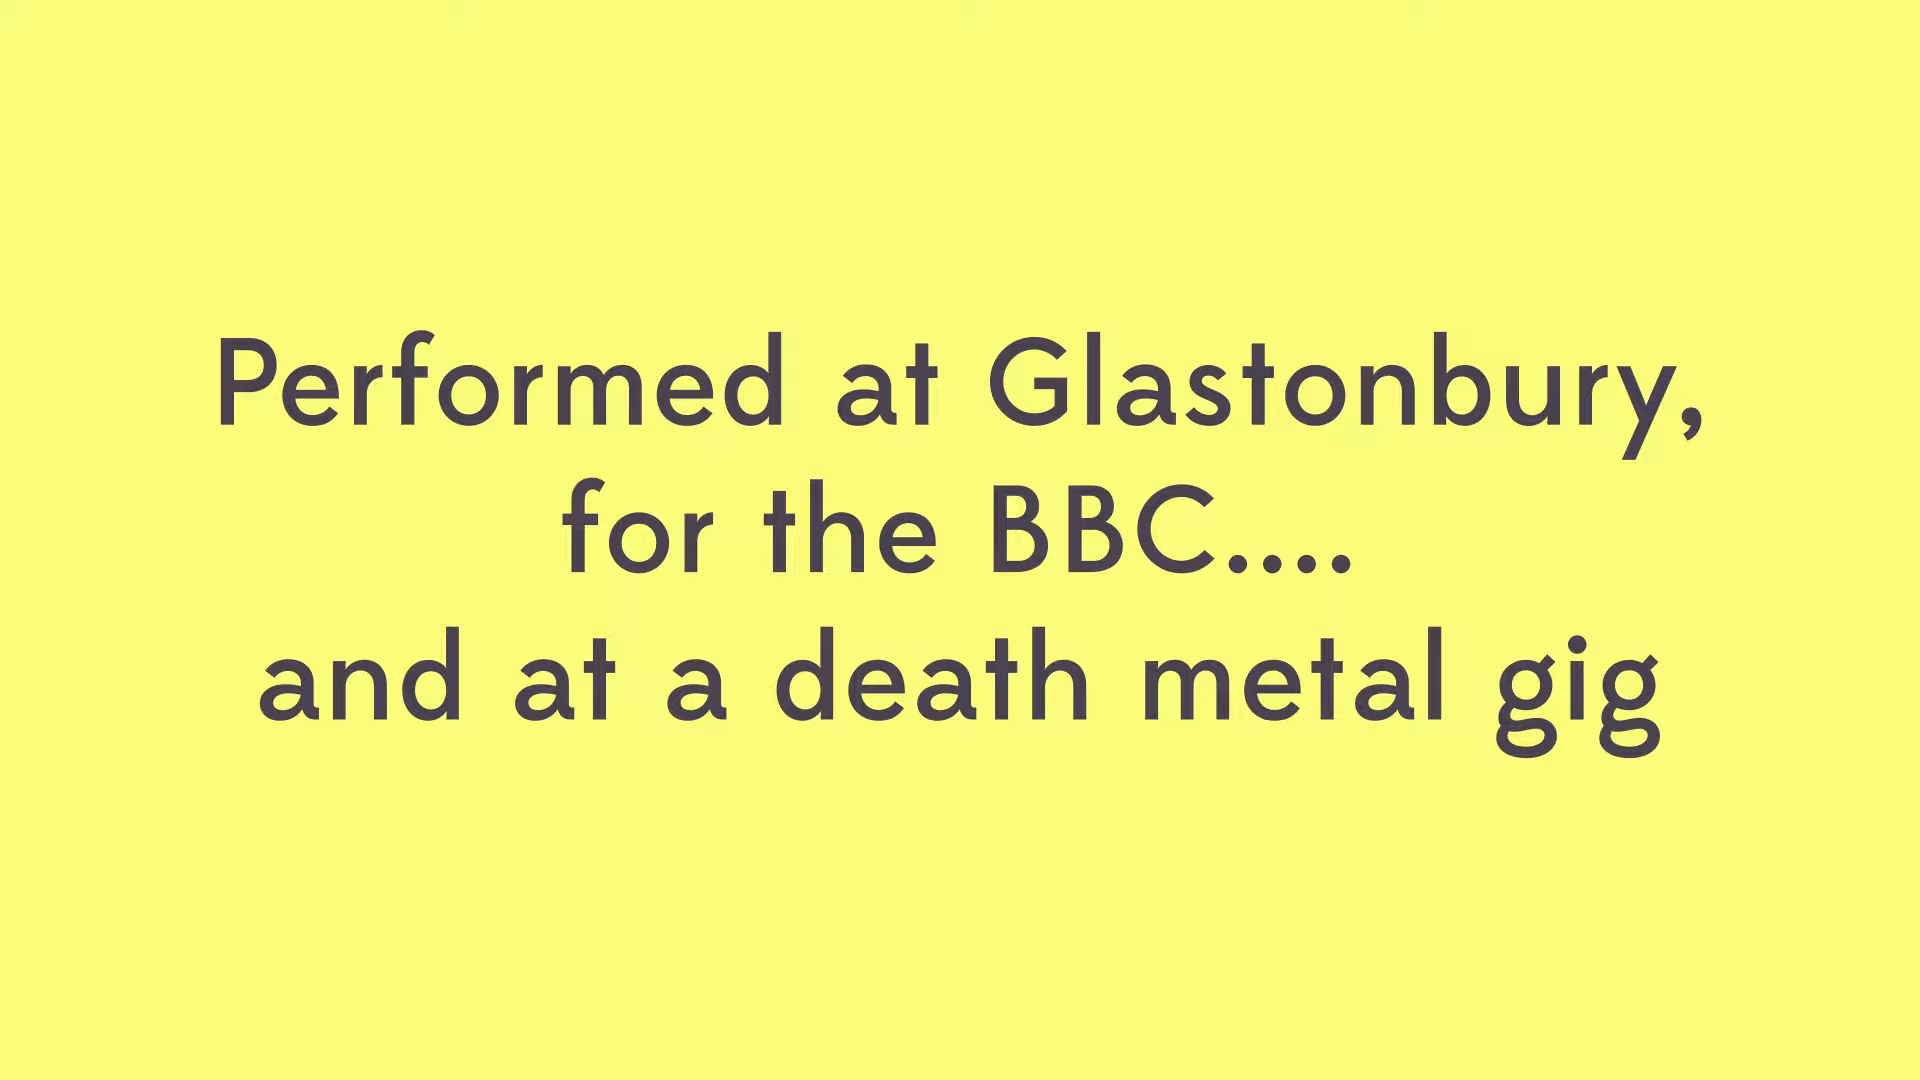 Performed at Glastonbury,
for the BBC....
and at a death metal gig